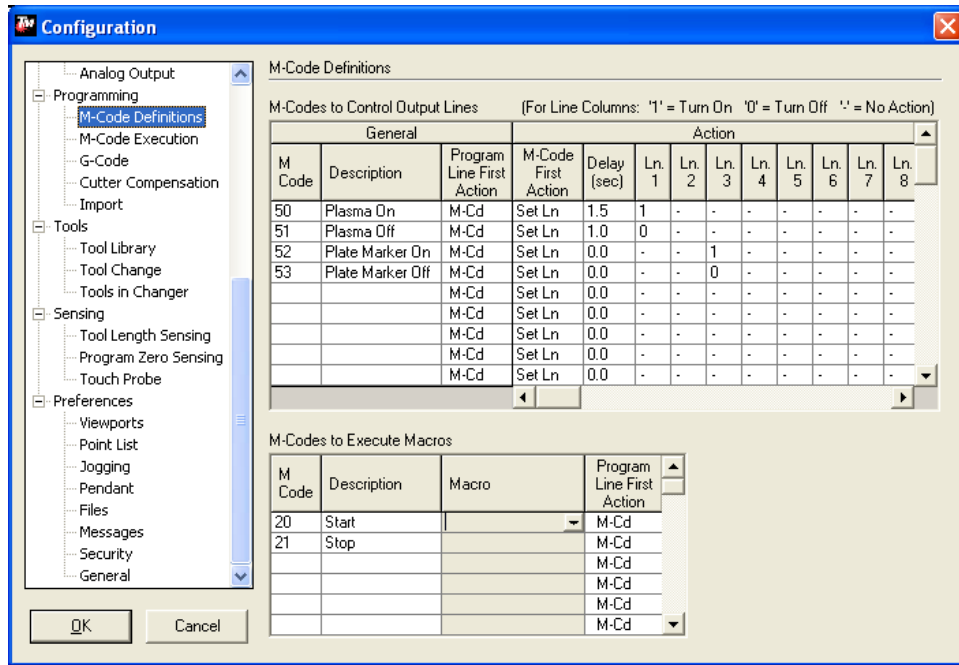 Configuration
Analog Output
Programming
M-Code Definitions
M-Code Execution
G-Code
Cutter Compensation
Import
Tools
Tool Library
Tool Change
Tools in Changer
Sensing
Tool Length Sensing
Program Zero Sensing
Touch Probe
Preferences
Viewports
Point List
Jogging
Pendant
Files
Messages
Security
General
OK Cancel
M-Code Definitions
M-Codes to Control Output Lines (For Line Columns: '1' = Turn On '0' = Turn Off '-' = No Action)
General Action
M Code Description Program Line First Action M-Code First Action Delay (sec) Ln. 1 Ln. 2 Ln. 3 Ln. 4 Ln. 5 Ln. 6 Ln. 7 Ln. 8
50 Plasma On M-Cd Set Ln 1.5 1 - - - - - - -
51 Plasma Off M-Cd Set Ln 1.0 0 - - - - - - -
52 Plate Marker On M-Cd Set Ln 0.0 - - 1 - - - - -
53 Plate Marker Off M-Cd Set Ln 0.0 - - 0 - - - - -
M-Cd Set Ln 0.0 - - - - - - - -
M-Cd Set Ln 0.0 - - - - - - - -
M-Cd Set Ln 0.0 - - - - - - - -
M-Cd Set Ln 0.0 - - - - - - - -
M-Cd Set Ln 0.0 - - - - - - - -
M-Codes to Execute Macros
M Code Description Macro Program Line First Action
20 Start M-Cd
21 Stop M-Cd
M-Cd
M-Cd
M-Cd
M-Cd